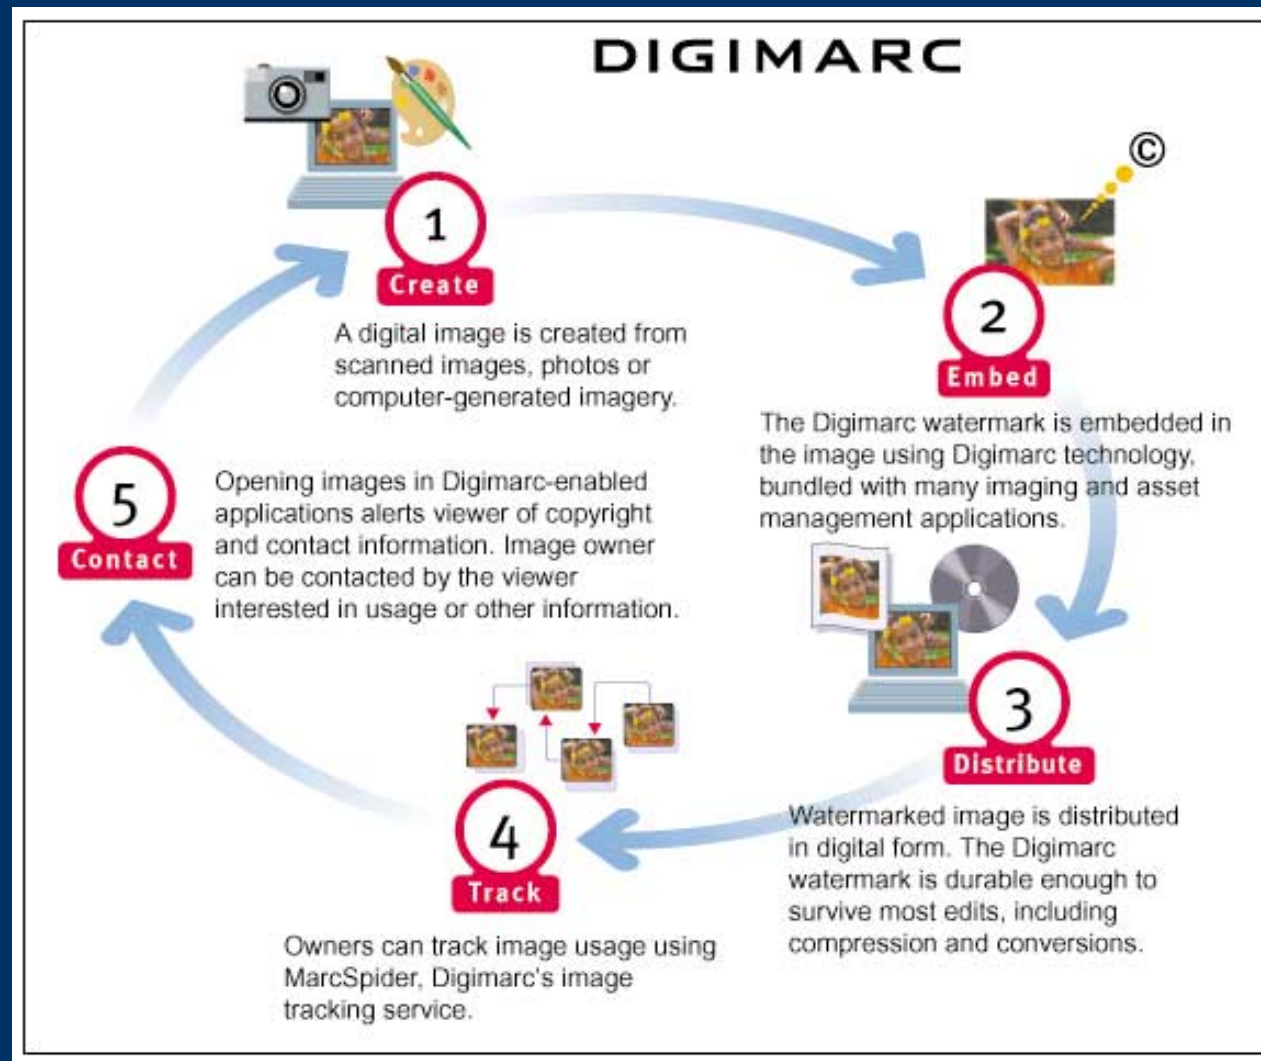 DIGIMARC
©
1
Create
A digital image is created from
scanned images, photos or
computer-generated imagery.
2
Embed
The Digimarc watermark is embedded in
the image using Digimarc technology,
bundled with many imaging and asset
management applications.
3
Distribute
Watermarked image is distributed
in digital form. The Digimarc
watermark is durable enough to
survive most edits, including
compression and conversions.
4
Track
Owners can track image usage using
MarcSpider, Digimarc's image
tracking service.
5
Contact
Opening images in Digimarc-enabled
applications alerts viewer of copyright
and contact information. Image owner
can be contacted by the viewer
interested in usage or other information.